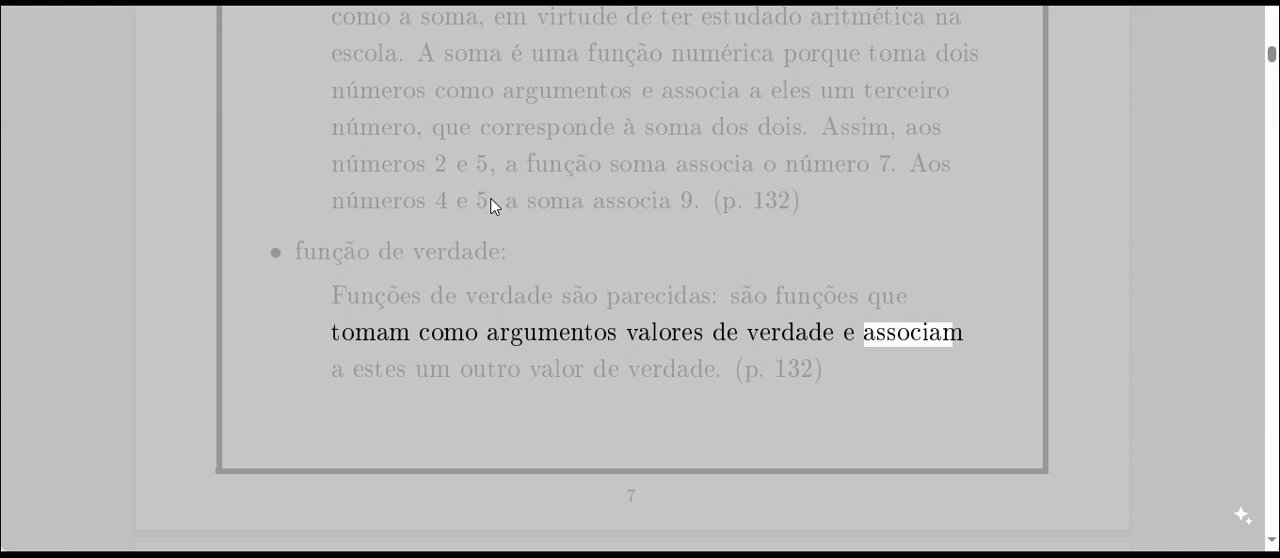 como a soma, em virtude de ter estudado aritmética na
escola. A soma é uma função numérica porque toma dois
números como argumentos e associa a eles um terceiro
número, que corresponde à soma dos dois. Assim, aos
números 2 e 5, a função soma associa o número 7. Aos
números 4 e 5, a soma associa 9. (p. 132)
• função de verdade:
Funções de verdade são parecidas: são funções que
tomam como argumentos valores de verdade e associam
a estes um outro valor de verdade. (p. 132)
7